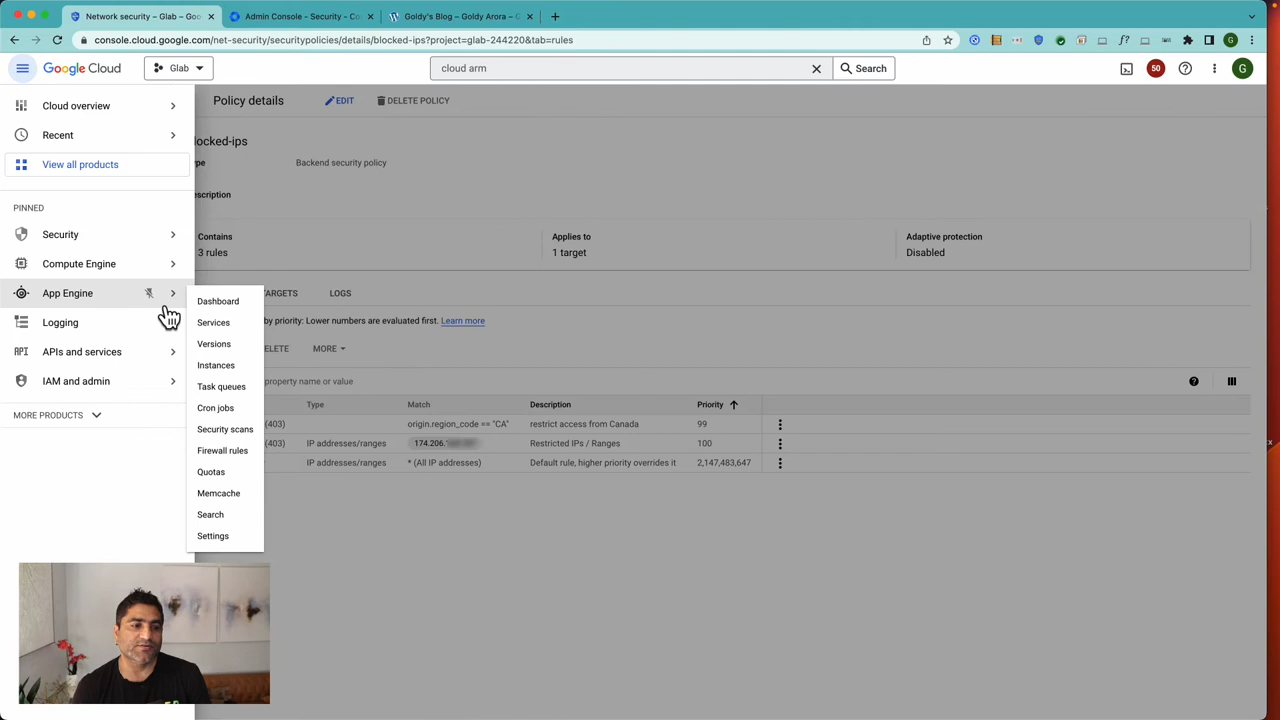 Network security – Glab – Goo
Admin Console - Security - Co
Goldy's Blog – Goldy Arora – G
console.cloud.google.com/net-security/securitypolicies/details/blocked-ips?project=glab-244220&tab=rules
G
Google Cloud
Glab
cloud arm
Search
50
G
Cloud overview
Recent
View all products
PINNED
Security
Compute Engine
App Engine
Logging
API APIs and services
IAM and admin
MORE PRODUCTS
Dashboard
Services
Versions
Instances
Task queues
Cron jobs
Security scans
Firewall rules
Quotas
Memcache
Search
Settings
Policy details
EDIT
DELETE POLICY
locked-ips
ype
Backend security policy
escription
Contains
3 rules
Applies to
1 target
Adaptive protection
Disabled
ARGETS
LOGS
by priority: Lower numbers are evaluated first. Learn more
ELETE
MORE
property name or value
Type Match Description Priority
(403) origin.region_code == "CA" restrict access from Canada 99
(403) IP addresses/ranges 174.206. Restricted IPs / Ranges 100
IP addresses/ranges * (All IP addresses) Default rule, higher priority overrides it 2,147,483,647